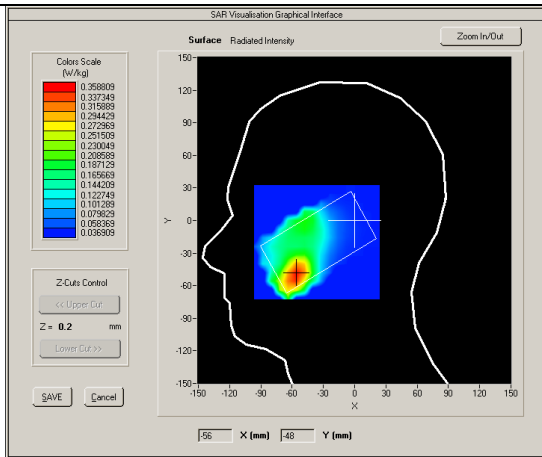 SAR Visualisation Graphical Interface
Surface Radiated Intensity
Zoom In/Out
Colors Scale
(W/kg)
0.358809
0.337349
0.315889
0.294429
0.272969
0.251509
0.230049
0.208589
0.187129
0.165669
0.144209
0.122749
0.101289
0.079829
0.058369
0.036909
Z-Cuts Control
<< Upper Cut
Z = 0.2 mm
Lower Cut >>
SAVE Cancel
150-
120-
90-
60-
30-
Y 0-
-30-
-60-
-90-
-120-
-150-
-150 -120 -90 -60 -30 0 30 60 90 120 150
X
-56 X (mm) -48 Y (mm)